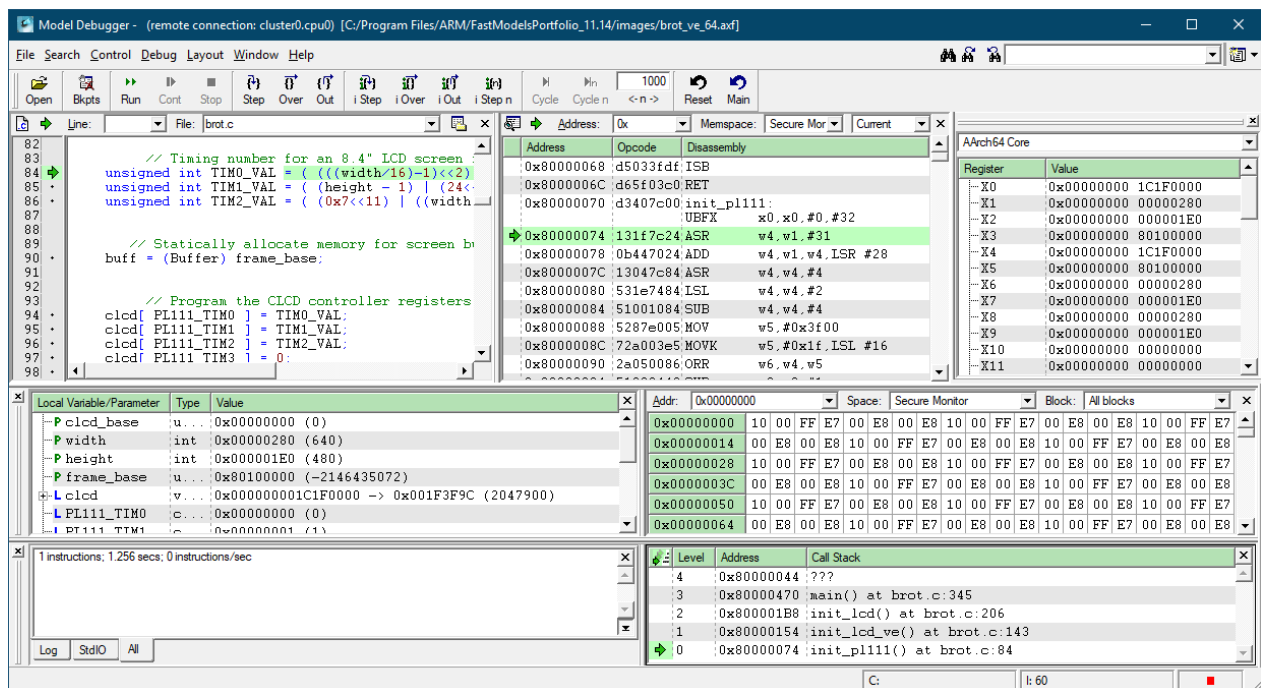 Model Debugger -   (remote connection: cluster0.cpu0)  [C:/Program Files/ARM/FastModelsPortfolio_11.14/images/brot_ve_64.axf]
File Search Control Debug Layout Window Help
Open Bkpts Run Cont Stop Step Over Out i Step i Over i Out i Step n Cycle Cycle n 1000 <-n-> Reset Main
Line: File: brot.c
82
83 // Timing number for an 8.4" LCD screen
84 unsigned int TIM0_VAL = ( (((width/16)-1)<<2)
85 unsigned int TIM1_VAL = ( (height - 1) | (24<
86 unsigned int TIM2_VAL = ( (0x7<<11) | ((width
87
88
89 // Statically allocate memory for screen bu
90 buff = (Buffer) frame_base;
91
92
93 // Program the CLCD controller registers
94 clcd[ PL111_TIM0 ] = TIM0_VAL;
95 clcd[ PL111_TIM1 ] = TIM1_VAL;
96 clcd[ PL111_TIM2 ] = TIM2_VAL;
97 clcd[ PL111_TIM3 ] = 0;
98
Address: 0x Memspace: Secure Mor Current
Address Opcode Disassembly
0x80000068 d5033fdf ISB
0x8000006C d65f03c0 RET
0x80000070 d3407c00 init_pl111:
UBFX x0,x0,#0,#32
0x80000074 131f7c24 ASR w4,w1,#31
0x80000078 0b447024 ADD w4,w1,w4,LSR #28
0x8000007C 13047c84 ASR w4,w4,#4
0x80000080 531e7484 LSL w4,w4,#2
0x80000084 51001084 SUB w4,w4,#4
0x80000088 5287e005 MOV w5,#0x3f00
0x8000008C 72a003e5 MOVK w5,#0x1f,LSL #16
0x80000090 2a050086 ORR w6,w4,w5
AArch64 Core
Register Value
X0 0x00000000 1C1F0000
X1 0x00000000 00000280
X2 0x00000000 000001E0
X3 0x00000000 80100000
X4 0x00000000 1C1F0000
X5 0x00000000 80100000
X6 0x00000000 00000280
X7 0x00000000 000001E0
X8 0x00000000 00000280
X9 0x00000000 000001E0
X10 0x00000000 00000000
X11 0x00000000 00000000
Local Variable/Parameter Type Value
P clcd_base u... 0x00000000 (0)
P width int 0x00000280 (640)
P height int 0x000001E0 (480)
P frame_base u... 0x80100000 (-2146435072)
L clcd v... 0x000000001C1F0000 -> 0x001F3F9C (2047900)
L PL111_TIM0 c... 0x00000000 (0)
L PL111_TIM1 c... 0x00000001 (1)
Addr: 0x00000000 Space: Secure Monitor Block: All blocks
0x00000000 10 00 FF E7 00 E8 00 E8 10 00 FF E7 00 E8 00 E8 10 00 FF E7
0x00000014 00 E8 00 E8 10 00 FF E7 00 E8 00 E8 10 00 FF E7 00 E8 00 E8
0x00000028 10 00 FF E7 00 E8 00 E8 10 00 FF E7 00 E8 00 E8 10 00 FF E7
0x0000003C 00 E8 00 E8 10 00 FF E7 00 E8 00 E8 10 00 FF E7 00 E8 00 E8
0x00000050 10 00 FF E7 00 E8 00 E8 10 00 FF E7 00 E8 00 E8 10 00 FF E7
0x00000064 00 E8 00 E8 10 00 FF E7 00 E8 00 E8 10 00 FF E7 00 E8 00 E8
1 instructions; 1.256 secs; 0 instructions/sec
Log StdIO All
Level Address Call Stack
4 0x80000044 ???
3 0x80000470 main() at brot.c:345
2 0x800001B8 init_lcd() at brot.c:206
1 0x80000154 init_lcd_ve() at brot.c:143
0 0x80000074 init_pl111() at brot.c:84
C: I: 60